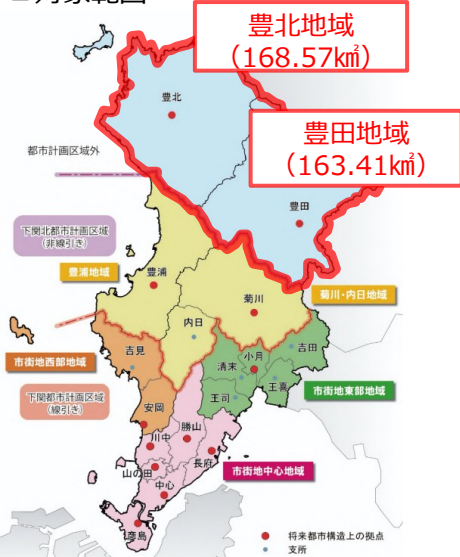 豊北地域
（168.57㎢）
豊北
豊田地域
（163.41㎢）
都市計画区域外
豊田
下関北都市計画区域
（非線引き）
豊浦地域
豊浦
菊川
菊川・内日地域
内日
吉見
吉田
小月
清末
市街地西部地域
王喜
王司
市街地東部地域
下関都市計画区域
（線引き）
安岡
勝山
川中
長府
山の田
市街地中心地域
中心
彦島
将来都市構造上の拠点
支所